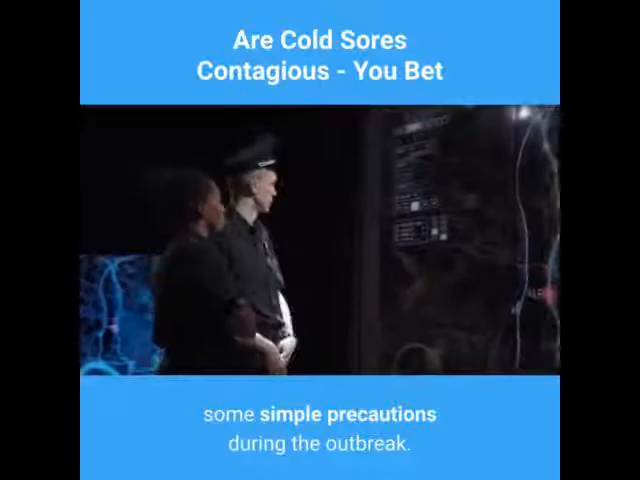 Are Cold Sores
Contagious - You Bet
some simple precautions
during the outbreak.